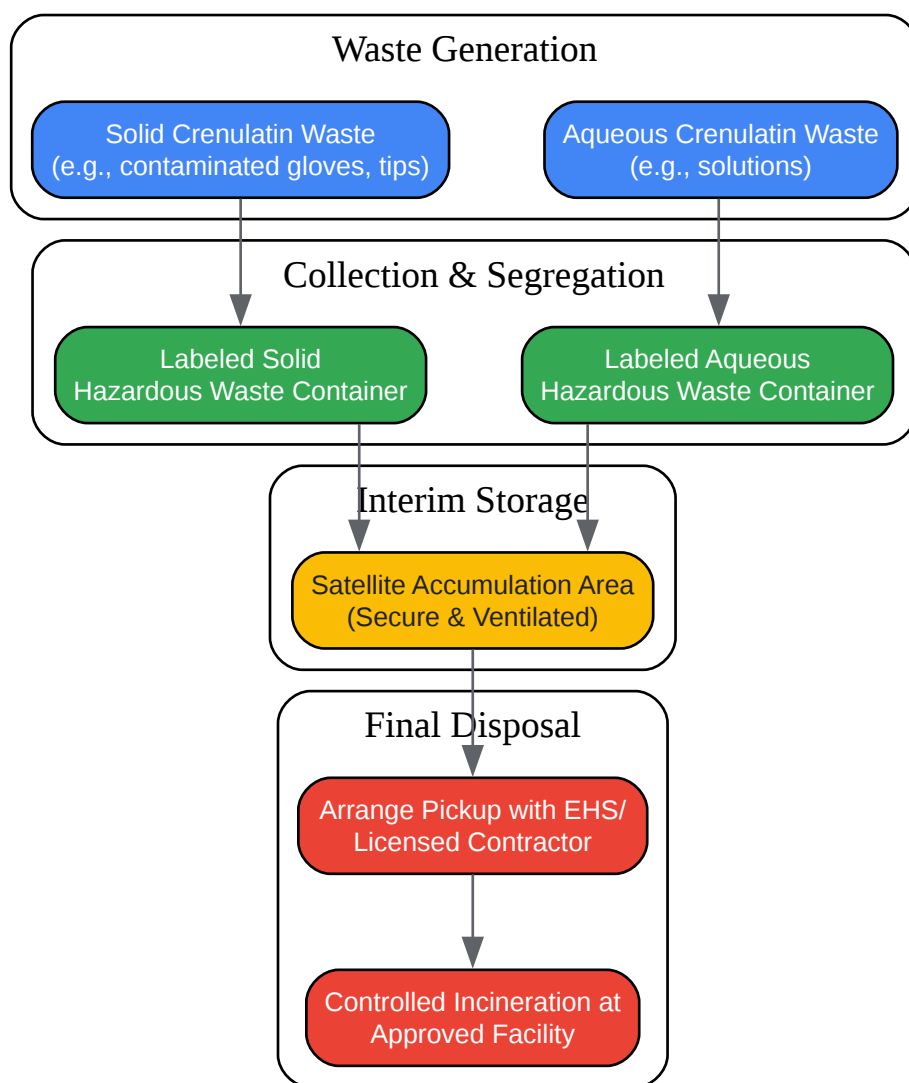 Waste Generation
Solid Crenulatin Waste
(e.g., contaminated gloves, tips)
Aqueous Crenulatin Waste
(e.g., solutions)
Collection & Segregation
Labeled Solid
Hazardous Waste Container
Labeled Aqueous
Hazardous Waste Container
Interim Storage
Satellite Accumulation Area
(Secure & Ventilated)
Final Disposal
Arrange Pickup with EHS/
Licensed Contractor
Controlled Incineration at
Approved Facility